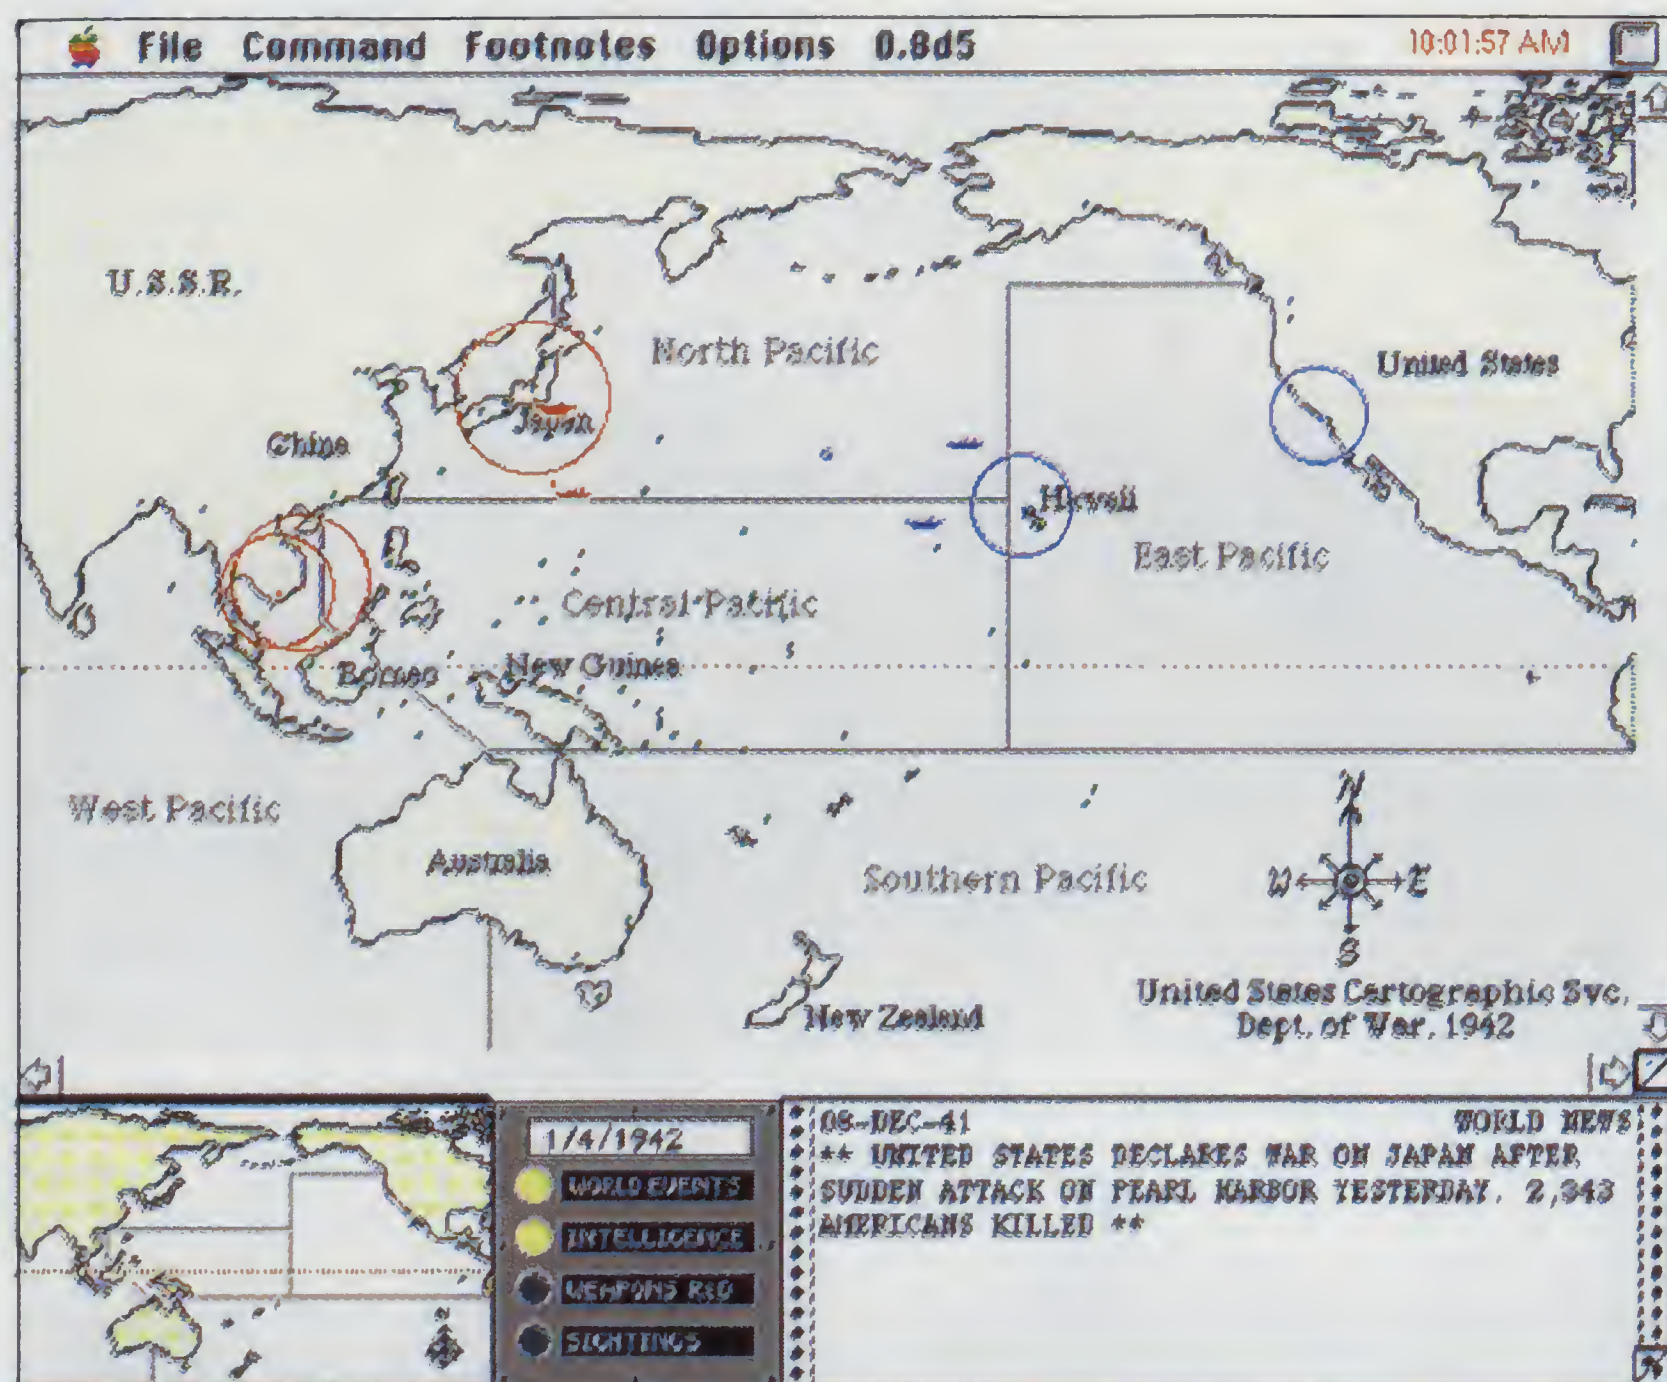 File Command Footnotes Options 0.8d5 10:01:57 AM
U.S.S.R.
North Pacific
United States
Japan
China
Hawaii
East Pacific
Central Pacific
New Guinea
Borneo
West Pacific
Australia
Southern Pacific
N
W E
S
New Zealand
United States Cartographic Svc.
Dept. of War, 1942
1/4/1942
WORLD EVENTS
INTELLIGENCE
WEAPONS R&D
SIGHTINGS
08-DEC-41 WORLD NEWS
** UNITED STATES DECLARES WAR ON JAPAN AFTER
SUDDEN ATTACK ON PEARL HARBOR YESTERDAY. 2,343
AMERICANS KILLED **